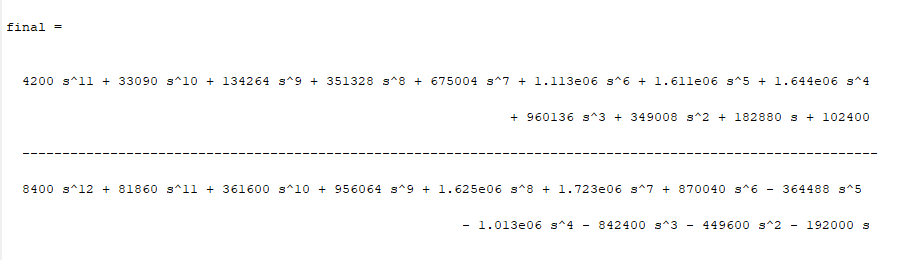 final =
4200 s^11 + 33090 s^10 + 134264 s^9 + 351328 s^8 + 675004 s^7 + 1.113e06 s^6 + 1.611e06 s^5 + 1.644e06 s^4
+ 960136 s^3 + 349008 s^2 + 182880 s + 102400
-----------------------------------------------------------------------------------------------------------
8400 s^12 + 81860 s^11 + 361600 s^10 + 956064 s^9 + 1.625e06 s^8 + 1.723e06 s^7 + 870040 s^6 - 364488 s^5
- 1.013e06 s^4 - 842400 s^3 - 449600 s^2 - 192000 s